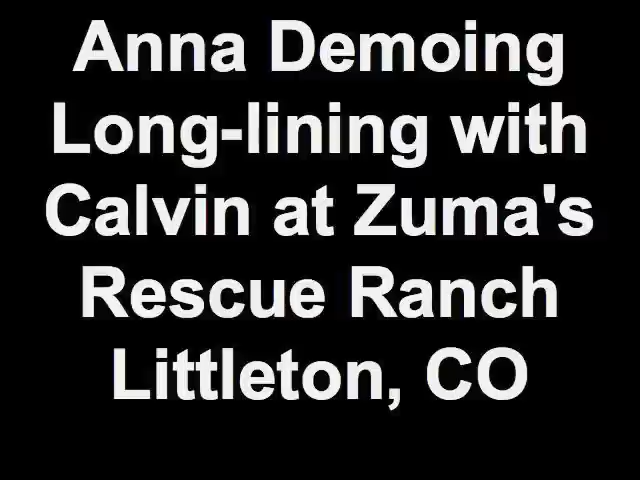 Anna Demoing
Long-lining with
Calvin at Zuma's
Rescue Ranch
Littleton, CO